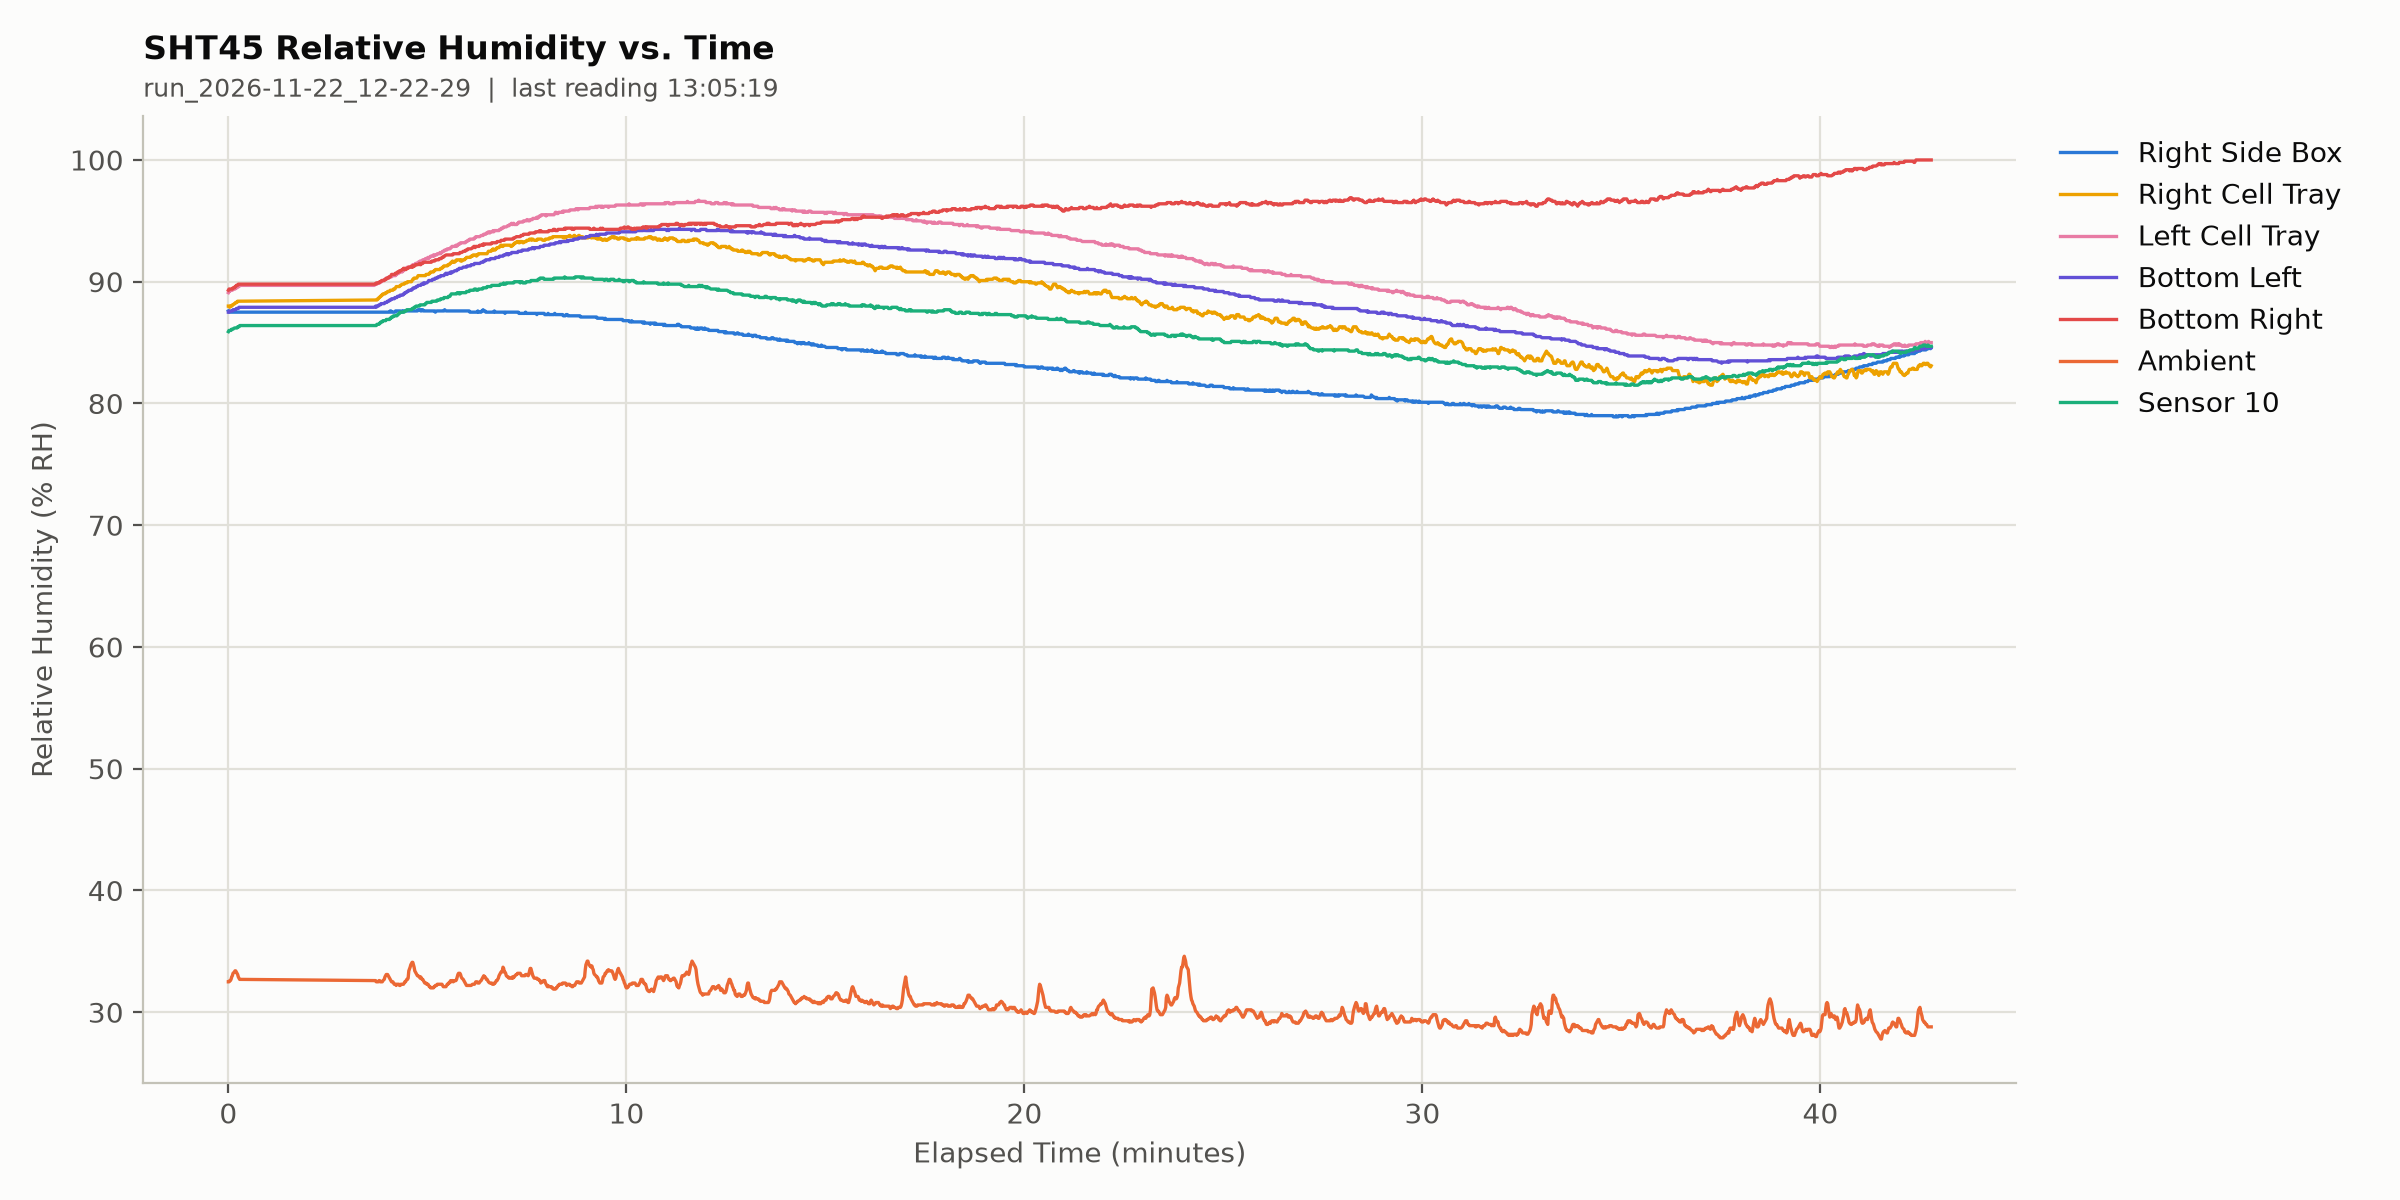 SHT45 Relative Humidity vs. Time
run_2026-11-22_12-22-29  |  last reading 13:05:19
Relative Humidity (% RH)
100
90
80
70
60
50
40
30
0
10
20
30
40
Elapsed Time (minutes)
Right Side Box
Right Cell Tray
Left Cell Tray
Bottom Left
Bottom Right
Ambient
Sensor 10